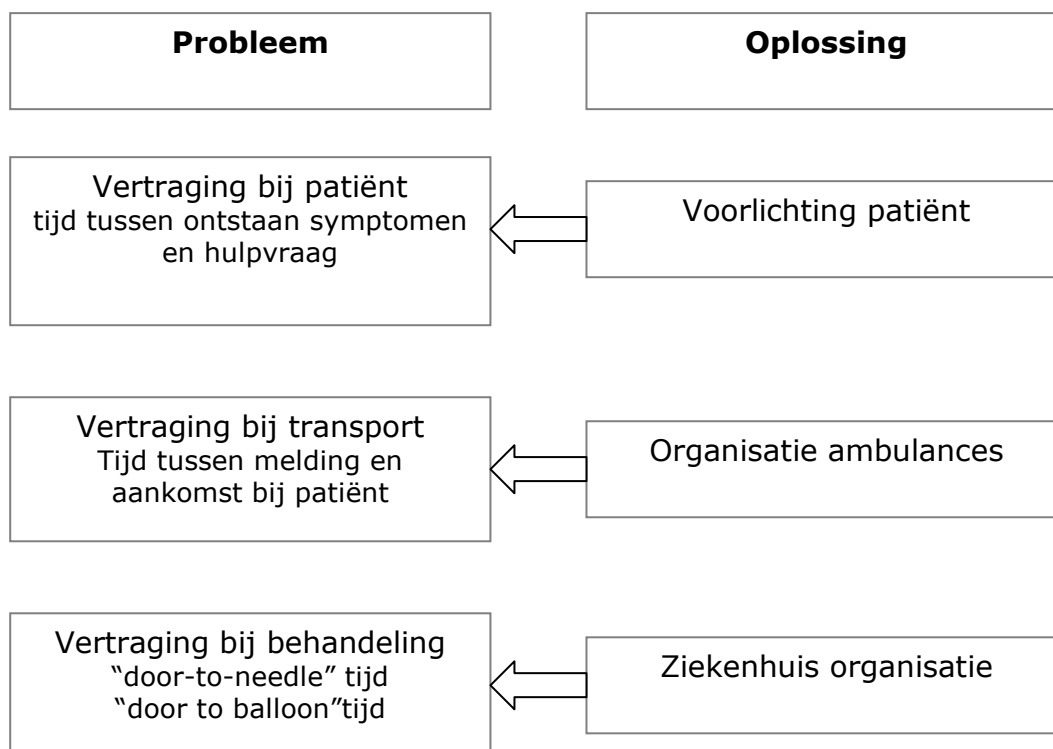 Probleem
Oplossing
Vertraging bij patiënt
tijd tussen ontstaan symptomen
en hulpvraag
Voorlichting patiënt
Vertraging bij transport
Tijd tussen melding en
aankomst bij patiënt
Organisatie ambulances
Vertraging bij behandeling
“door-to-needle” tijd
“door to balloon”tijd
Ziekenhuis organisatie